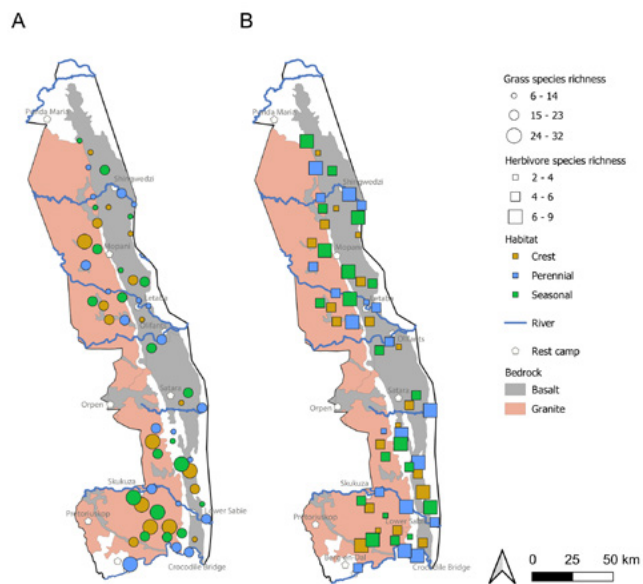 A
B
Punda Maria
Shingwedzi
Mopani
Letaba
Olifants
Satara
Orpen
Skukuza
Lower Sabie
Pretoriuskop
Crocodile Bridge
Punda Maria
Shingwedzi
Mopani
Letaba
Olifants
Satara
Orpen
Skukuza
Lower Sabie
Pretoriuskop
Crocodile Bridge
Grass species richness
6 - 14
15 - 23
24 - 32
Herbivore species richness
2 - 4
4 - 6
6 - 9
Habitat
Crest
Perennial
Seasonal
River
Rest camp
Bedrock
Basalt
Granite
0 25 50 km